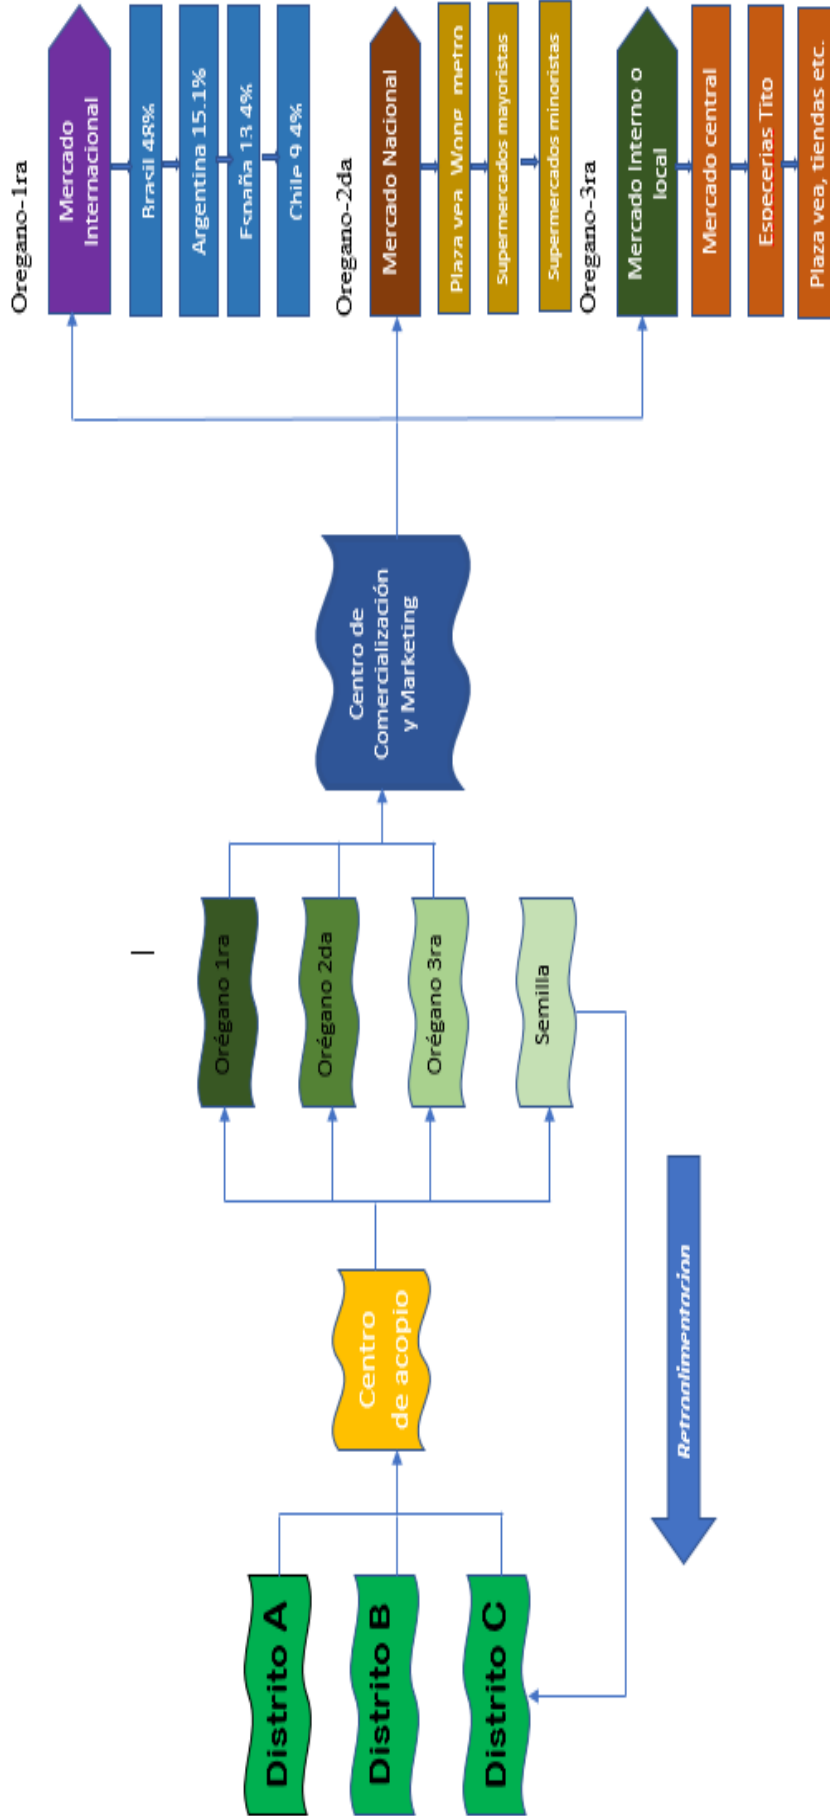 Oregano-1ra
Mercado
Internacional
Brasil 48%
Argentina 15.1%
España 13.4%
Chile 9.4%
Oregano-2da
Mercado Nacional
Plaza vea Wong metro
Supermercados mayoristas
Supermercados minoristas
Oregano-3ra
Mercado Interno o
local
Mercado central
Especerias Tito
Plaza vea, tiendas etc.
Centro de
Comercialización
y Marketing
Orégano 1ra
Orégano 2da
Orégano 3ra
Semilla
Centro
de acopio
Distrito A
Distrito B
Distrito C
Retroalimentacion